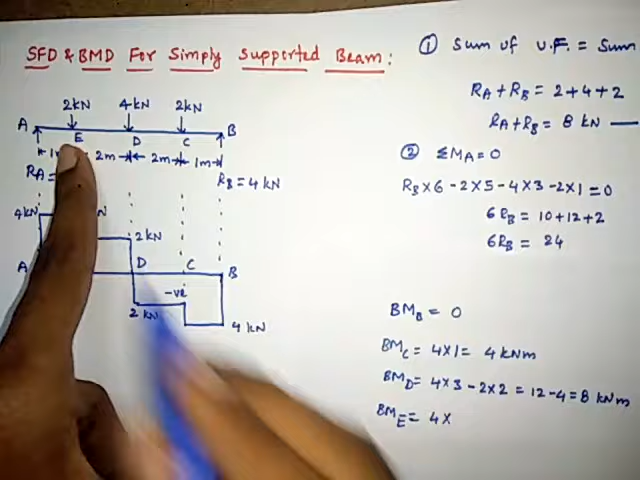 SFD & BMD For Simply Supported Beam :
2kN 4kN 2kN
A B
E D C
2m 2m 1m
RA= RB = 4 kN
4kN N
2kN
A D C B
-ve
2 kN
4 kN
① Sum of U.F. = Sum
RA + RB = 2+4+2
RA+RB = 8 kN
② ΣMA = 0
RB×6 -2×5 -4×3 -2×1 = 0
6RB = 10+12+2
6RB = 24
BMB = 0
BMC = 4×1 = 4 kNm
BMD = 4×3 -2×2 = 12-4 = 8 kNm
BME = 4×